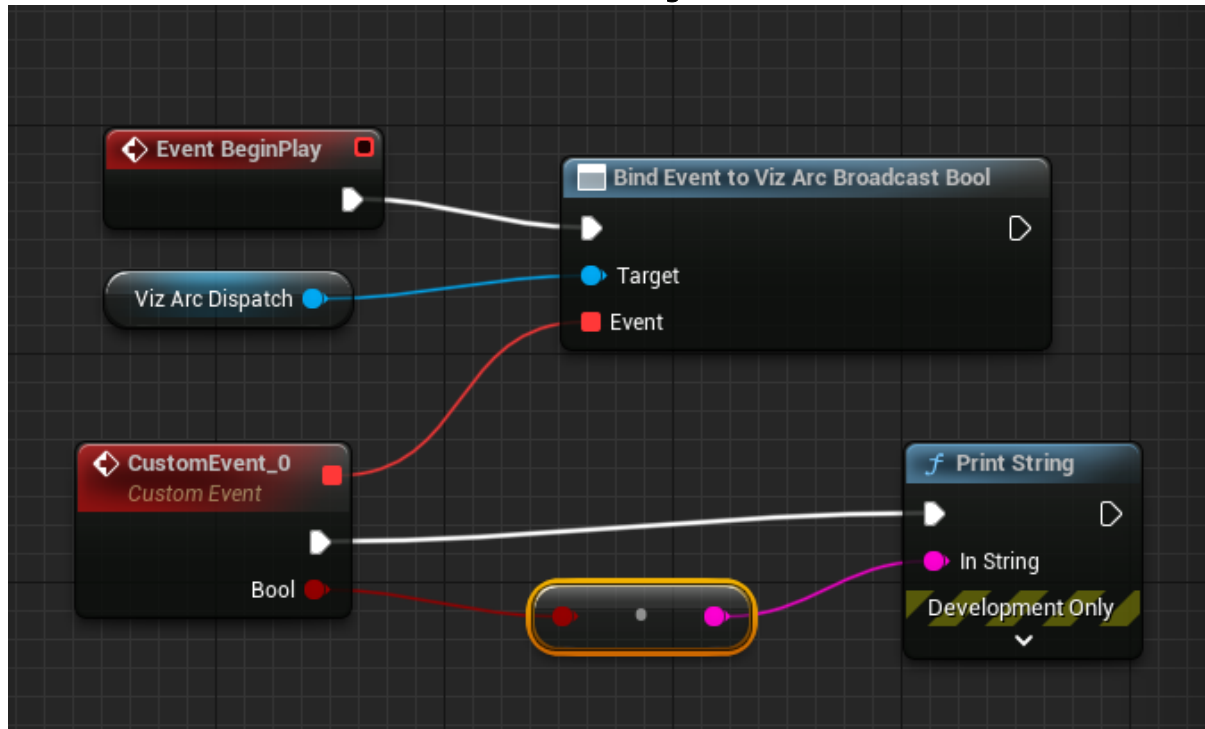 Event BeginPlay
Bind Event to Viz Arc Broadcast Bool
Target
Viz Arc Dispatch
Event
CustomEvent_0
Custom Event
Bool
f Print String
In String
Development Only